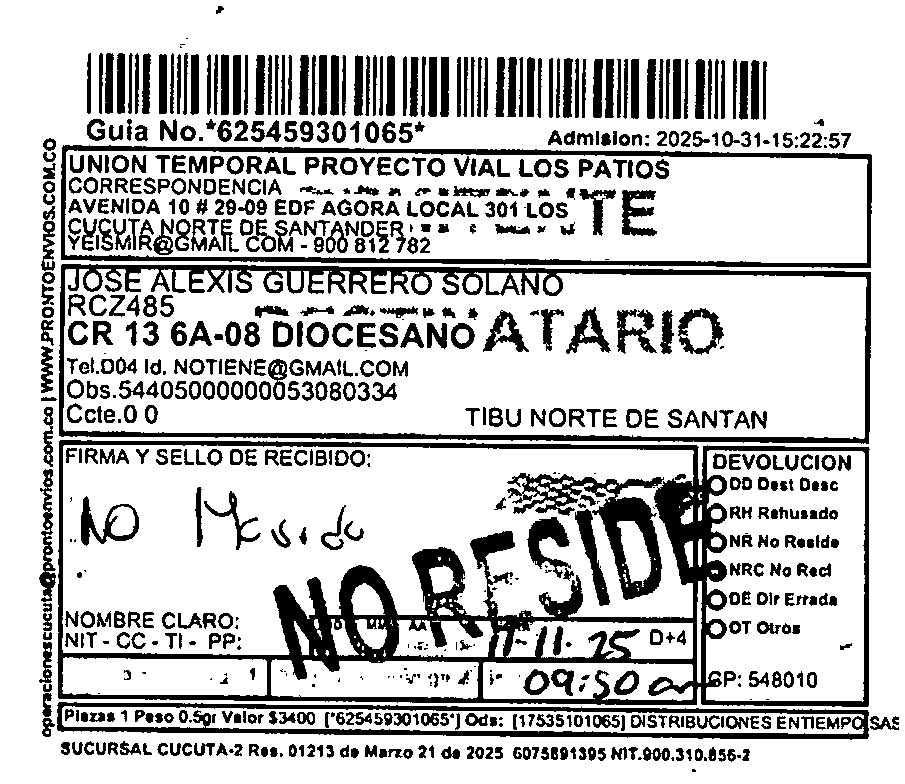 Guia No.*625459301065*
Admision: 2025-10-31-15:22:57
UNION TEMPORAL PROYECTO VIAL LOS PATIOS
CORRESPONDENCIA
AVENIDA 10 # 29-09 EDF AGORA LOCAL 301 LOS
TE
CUCUTA NORTE DE SANTANDER
YEISMIR@GMAIL COM - 900 812 782
JOSE ALEXIS GUERRERO SOLANO
RCZ485
CR 13 6A-08 DIOCESANO
ATARIO
Tel.D04 Id. NOTIENE@GMAIL.COM
Obs.54405000000053080334
Ccte.0 0
TIBU NORTE DE SANTAN
FIRMA Y SELLO DE RECIBIDO:
NO
NO RESIDE
NOMBRE CLARO:
NIT - CC - TI - PP:
DD MM AA
11-11-25
D+4
09:50 am
DEVOLUCION
DD Dest Desc
RH Rehusado
NR No Reside
NRC No Recl
DE Dir Errada
OT Otros
CP: 548010
Piezas 1 Peso 0.5gr Valor $3400 [*625459301065*] Ods: [17535101065] DISTRIBUCIONES ENTIEMPO SAS
SUCURSAL CUCUTA-2 Res. 01213 de Marzo 21 de 2025 6075891395 NIT.900.310.856-2
operacionescucuta@prontoenvios.com.co | WWW.PRONTOENVIOS.COM.CO